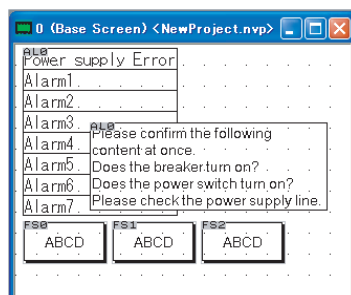 0 (Base Screen) <NewProject.nvp>
AL0
Power supply Error
Alarm1
Alarm2
Alarm3
Alarm4
Alarm5
Alarm6
Alarm7
AL0
Please confirm the following
content at once.
Does the breaker turn on?
Does the power switch turn on?
Please check the power supply line.
FS0
FS1
FS2
ABCD
ABCD
ABCD